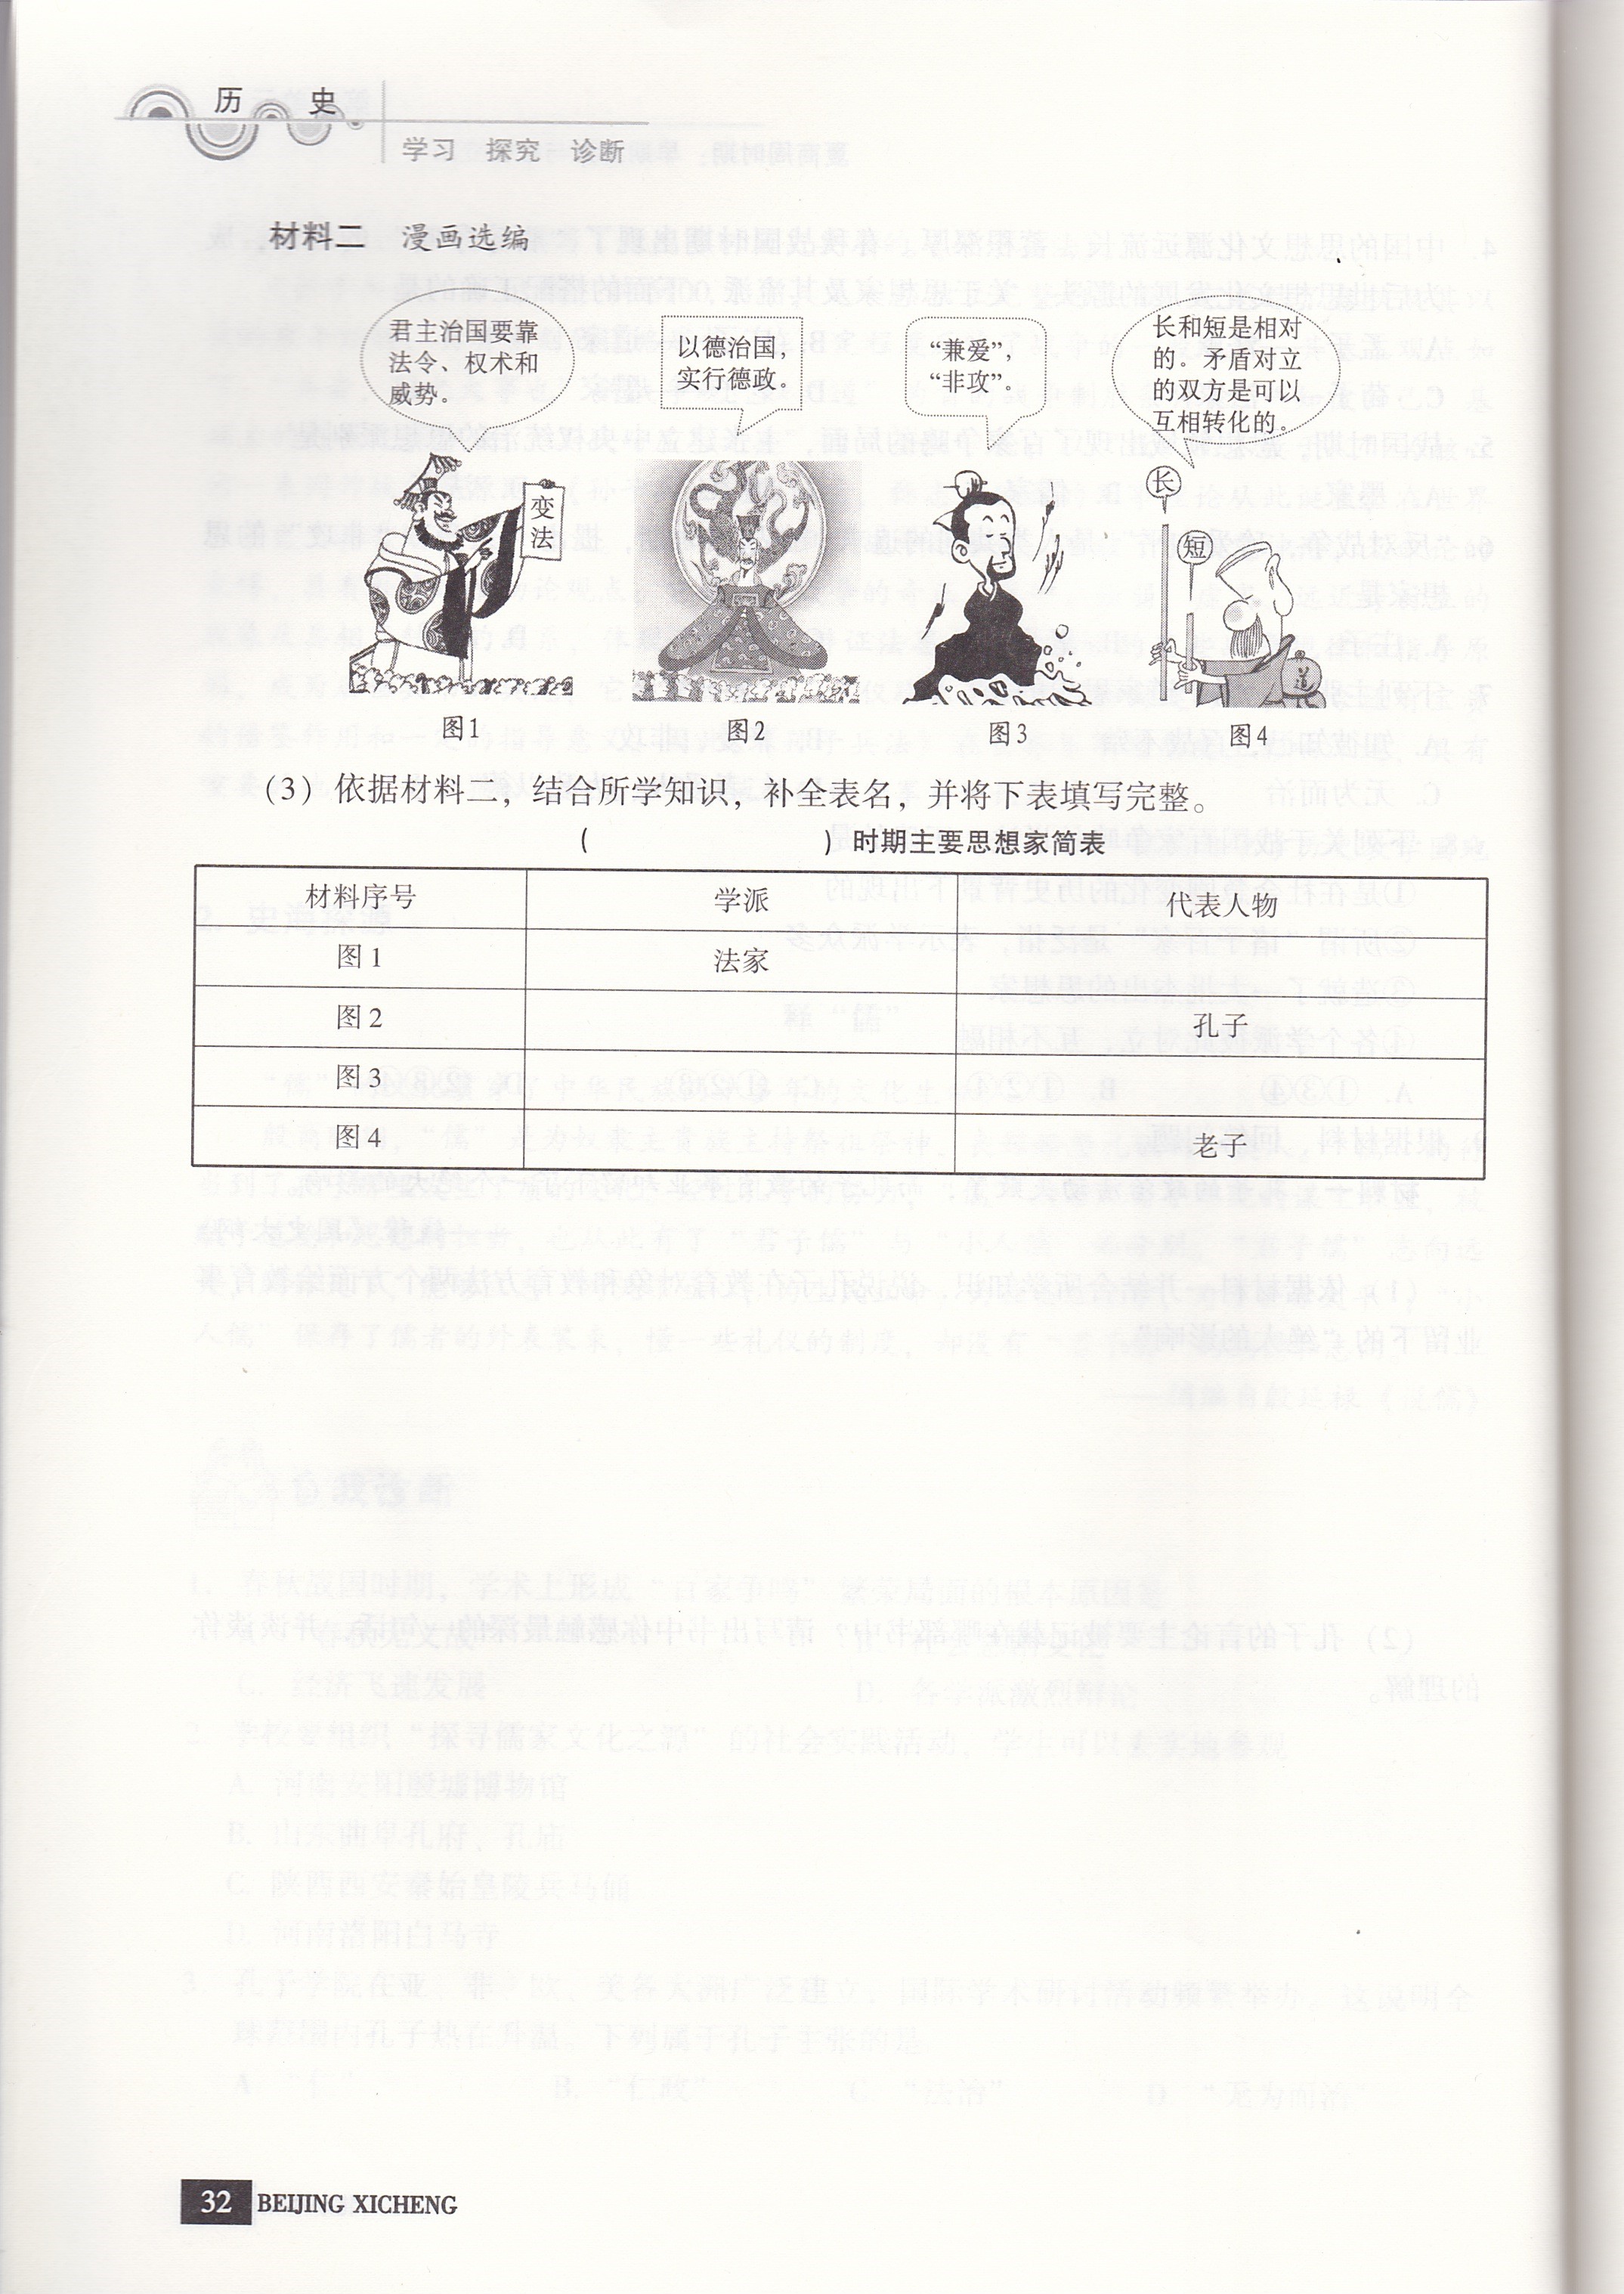 历 史
学习 探究 诊断
材料二 漫画选编
君主治国要靠
法令、权术和
威势。
以德治国，
实行德政。
“兼爱”，
“非攻”。
长和短是相对
的。矛盾对立
的双方是可以
互相转化的。
变法
长
短
道
图1
图2
图3
图4
（3）依据材料二，结合所学知识，补全表名，并将下表填写完整。
（ ）时期主要思想家简表
材料序号 学派 代表人物
图1 法家
图2 孔子
图3
图4 老子
32 BEIJING XICHENG